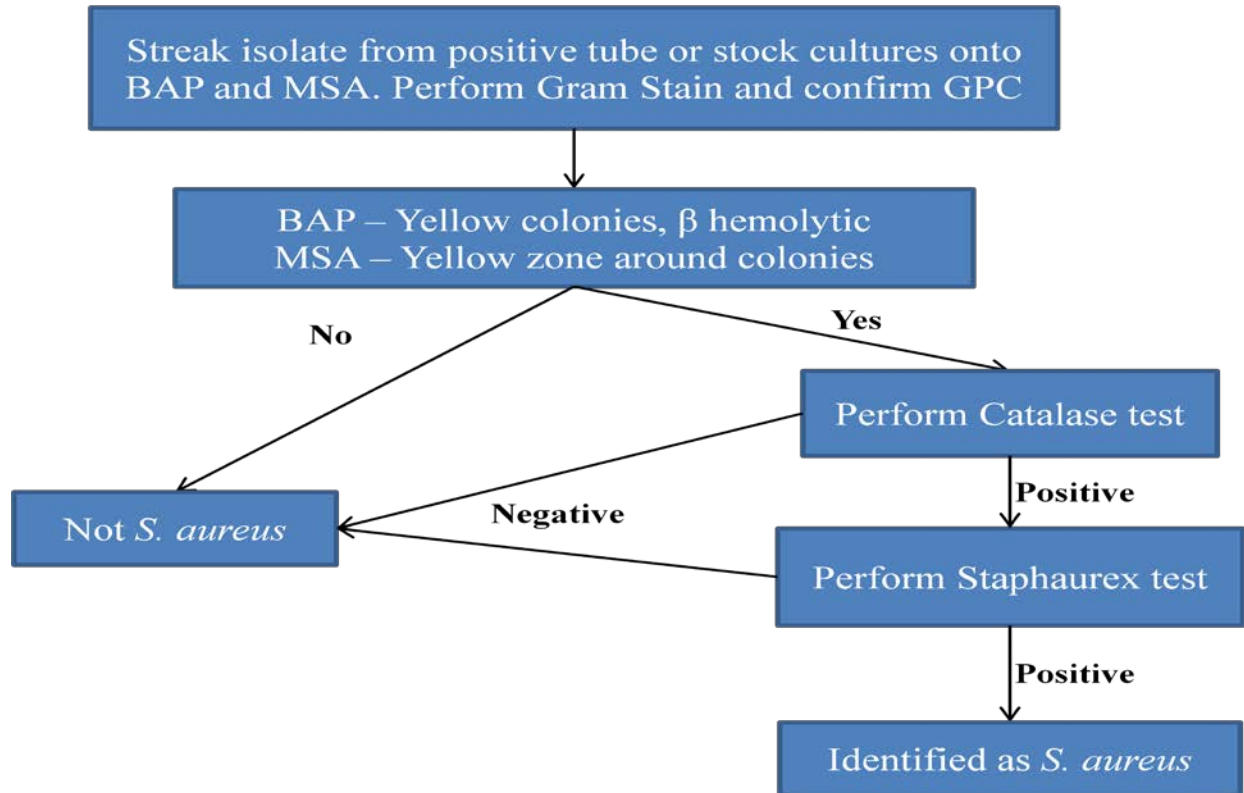 Streak isolate from positive tube or stock cultures onto
BAP and MSA. Perform Gram Stain and confirm GPC
BAP – Yellow colonies, β hemolytic
MSA – Yellow zone around colonies
No
Yes
Perform Catalase test
Positive
Negative
Not S. aureus
Perform Staphaurex test
Positive
Identified as S. aureus